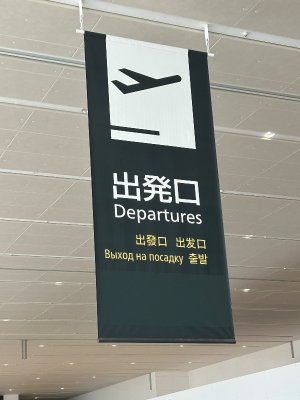 出発口
Departures
出發口 出发口
Выход на посадку 출발